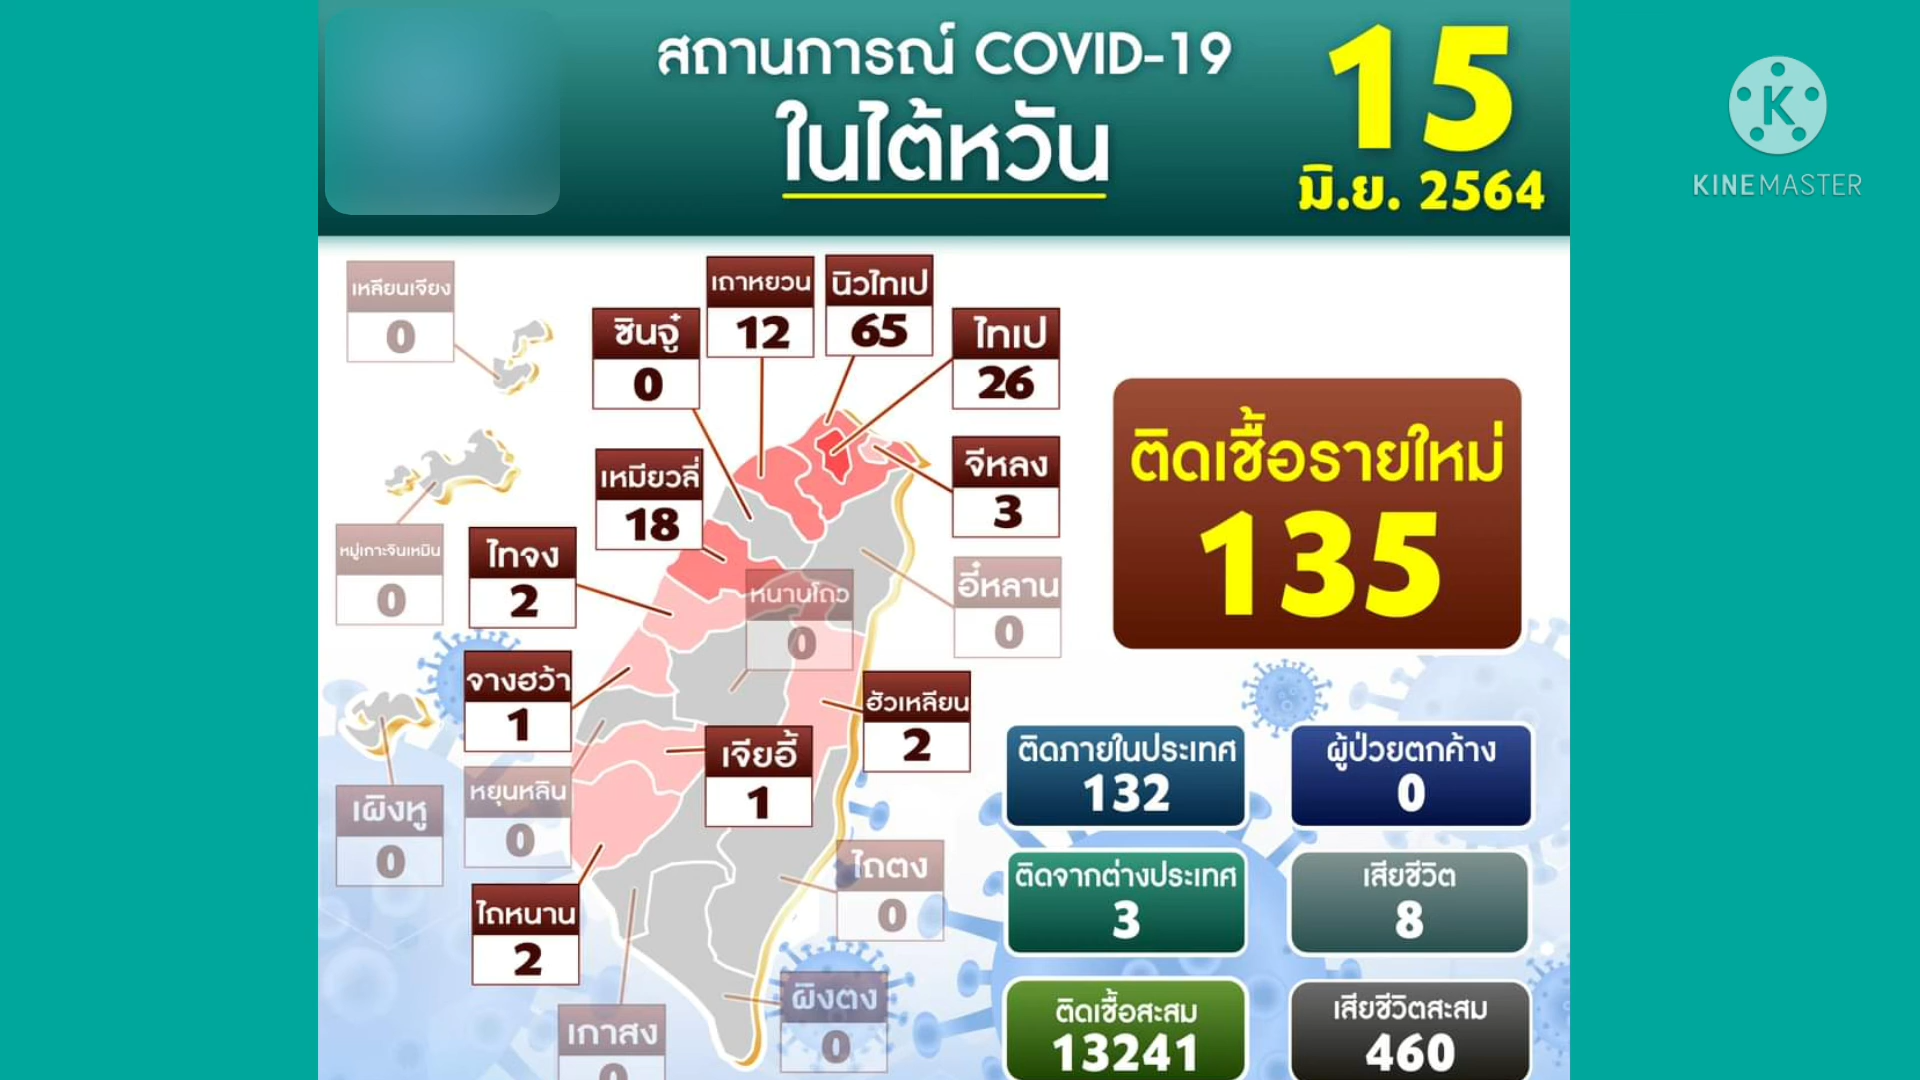 สถานการณ์ COVID-19
ในไต้หวัน
15
มิ.ย. 2564
KINEMASTER
เหลียนเจียง
0
ซินจู๋
0
เถาหยวน
12
นิวไทเป
65
ไทเป
26
เหมียวลี่
18
จีหลง
3
หมู่เกาะจินเหมิน
0
ไทจง
2
หนานโถว
0
อี๋หลาน
0
จางฮว้า
1
ฮัวเหลียน
2
เจียอี้
1
หยุนหลิน
0
เผิงหู
0
ไถหนาน
2
ไถตง
0
ผิงตง
0
เกาสง
0
ติดเชื้อรายใหม่
135
ติดภายในประเทศ
132
ผู้ป่วยตกค้าง
0
ติดจากต่างประเทศ
3
เสียชีวิต
8
ติดเชื้อสะสม
13241
เสียชีวิตสะสม
460